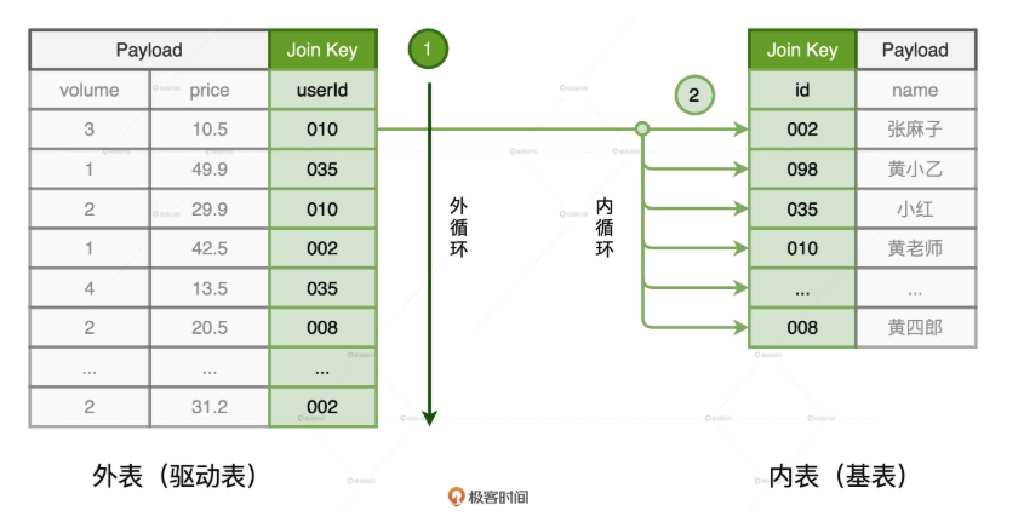 Payload Join Key
volume price userId
3 10.5 010
1 49.9 035
2 29.9 010
1 42.5 002
4 13.5 035
2 20.5 008
... ... ...
2 31.2 002
外表（驱动表）
1
外循环
2
内循环
Join Key Payload
id name
002 张麻子
098 黄小乙
035 小红
010 黄老师
... ...
008 黄四郎
内表（基表）
极客时间